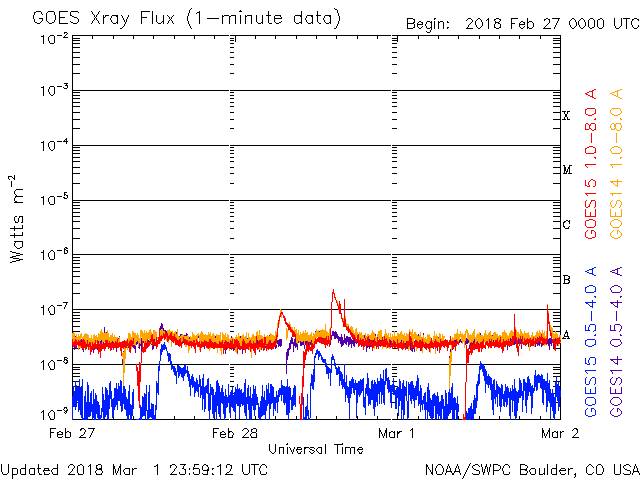 GOES Xray Flux (1-minute data)
Begin: 2018 Feb 27 0000 UTC
10⁻²
10⁻³
10⁻⁴
10⁻⁵
10⁻⁶
10⁻⁷
10⁻⁸
10⁻⁹
Watts m⁻²
X
M
C
B
A
GOES15 1.0-8.0 A
GOES14 1.0-8.0 A
GOES15 0.5-4.0 A
GOES14 0.5-4.0 A
Feb 27
Feb 28
Mar 1
Mar 2
Universal Time
Updated 2018 Mar 1 23:59:12 UTC
NOAA/SWPC Boulder, CO USA